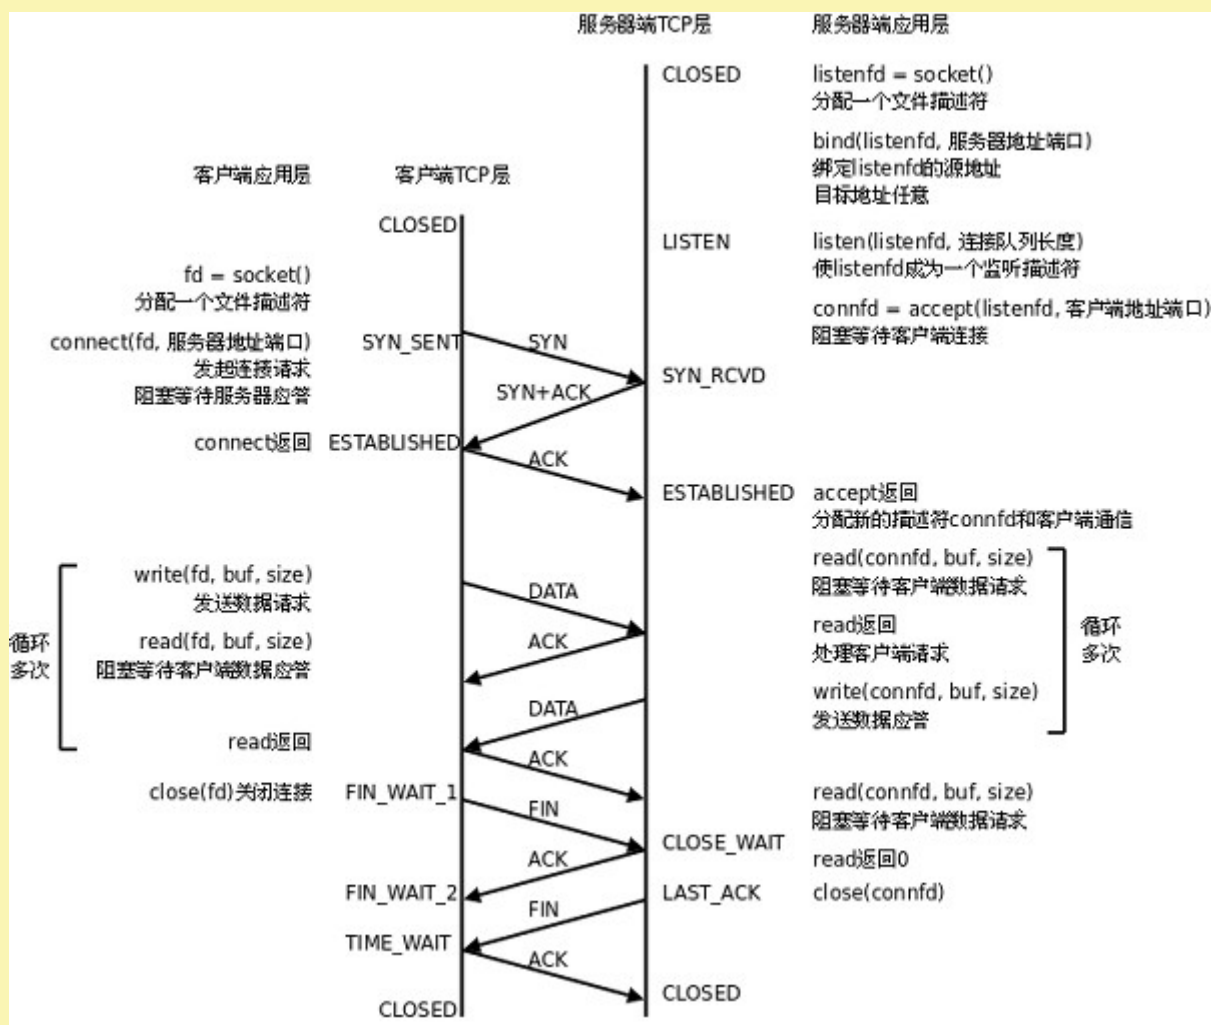 服务器端TCP层 服务器端应用层
CLOSED listenfd = socket()
分配一个文件描述符
bind(listenfd, 服务器地址端口)
绑定listenfd的源地址
目标地址任意
客户端应用层 客户端TCP层
CLOSED
LISTEN listen(listenfd, 连接队列长度)
使listenfd成为一个监听描述符
fd = socket()
分配一个文件描述符
connfd = accept(listenfd, 客户端地址端口)
阻塞等待客户端连接
connect(fd, 服务器地址端口) SYN_SENT SYN
发起连接请求
阻塞等待服务器应答
SYN_RCVD
SYN+ACK
connect返回 ESTABLISHED
ACK
ESTABLISHED accept返回
分配新的描述符connfd和客户端通信
read(connfd, buf, size)
阻塞等待客户端数据请求
write(fd, buf, size)
发送数据请求
DATA
read返回
处理客户端请求
循环
多次
read(fd, buf, size)
阻塞等待客户端数据应答
ACK
循环
多次
write(connfd, buf, size)
发送数据应答
DATA
read返回
ACK
close(fd)关闭连接 FIN_WAIT_1
read(connfd, buf, size)
阻塞等待客户端数据请求
FIN
CLOSE_WAIT
read返回0
ACK
FIN_WAIT_2 LAST_ACK close(connfd)
FIN
TIME_WAIT
ACK
CLOSED
CLOSED